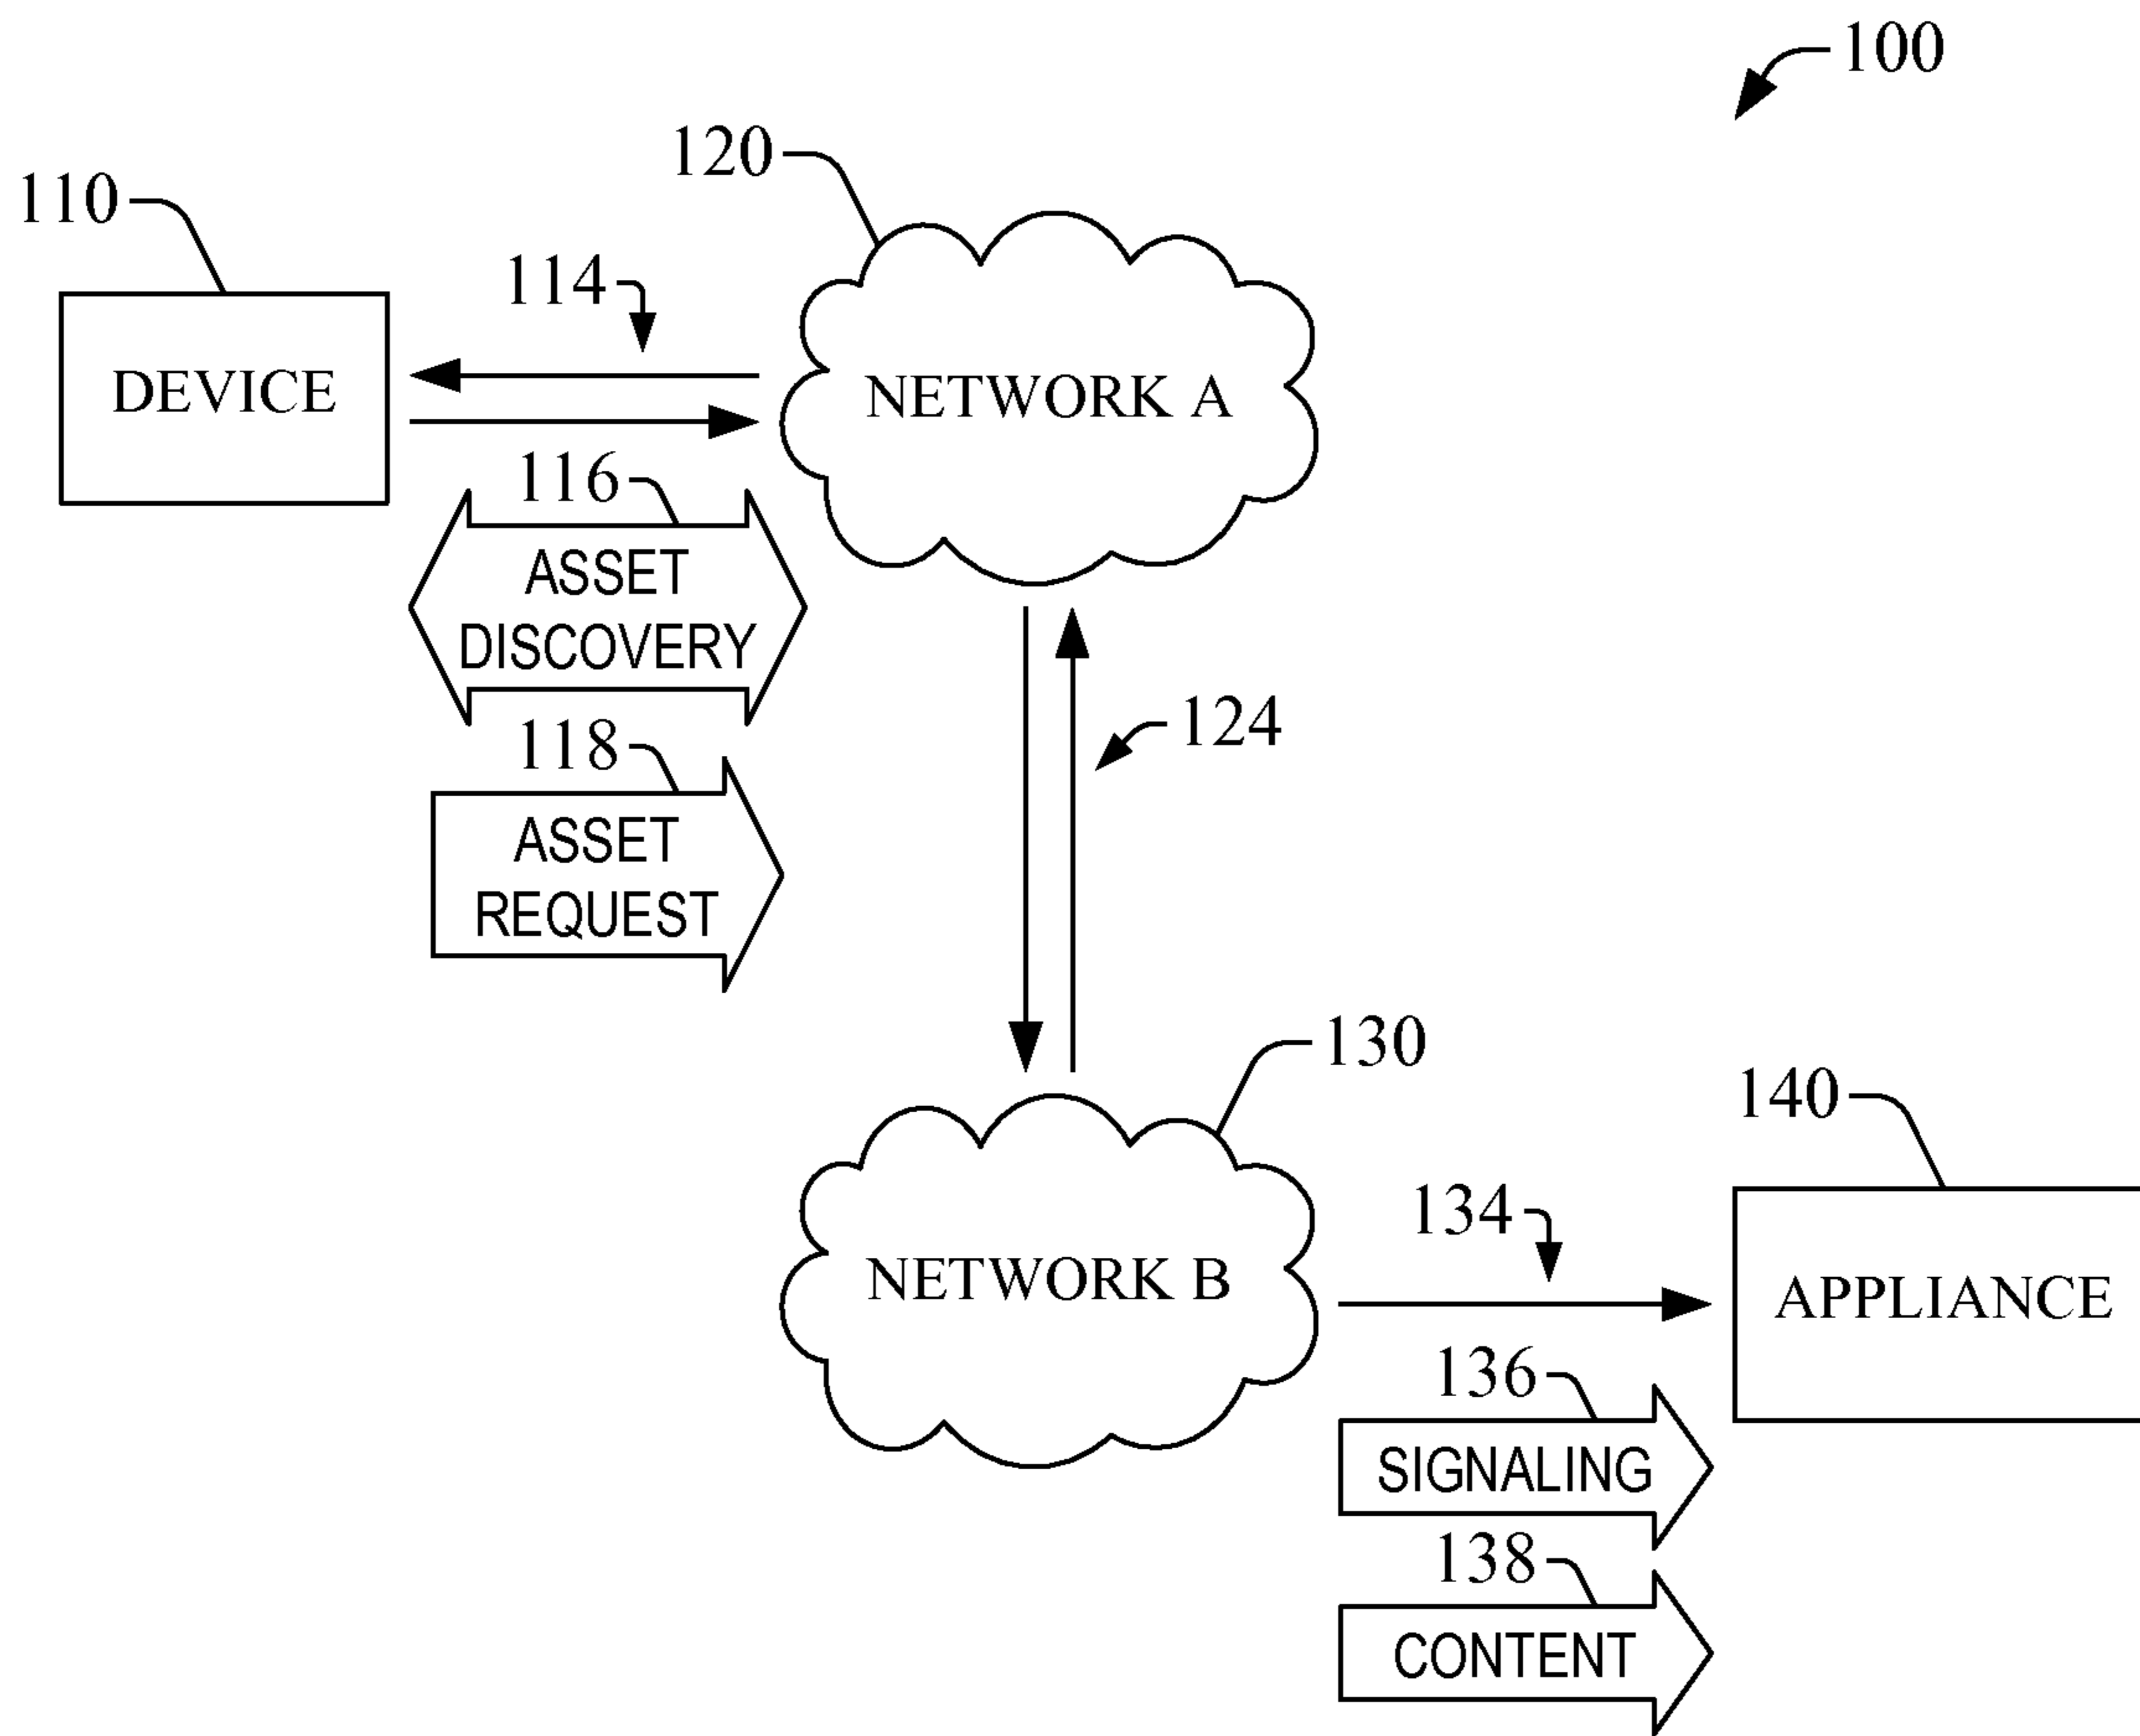 100
120
110
114
DEVICE
NETWORK A
116
ASSET
DISCOVERY
118
124
ASSET
REQUEST
130
140
134
NETWORK B
APPLIANCE
136
SIGNALING
138
CONTENT